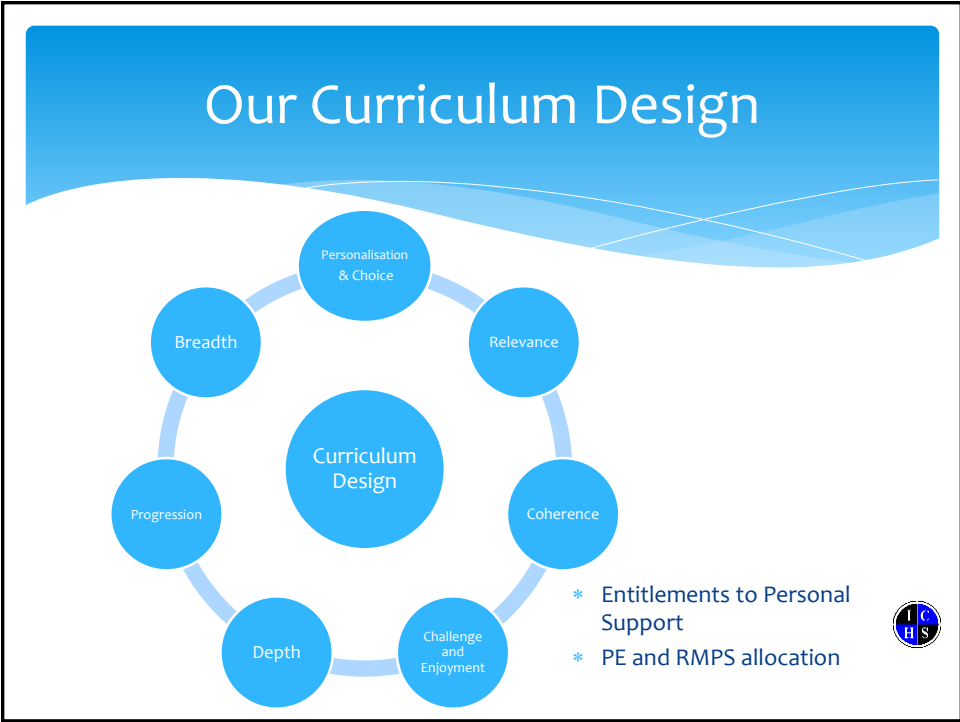 Our Curriculum Design
Personalisation
& Choice
Breadth
Relevance
Curriculum
Design
Progression
Coherence
Depth
Challenge
and
Enjoyment
* Entitlements to Personal
Support
* PE and RMPS allocation
I C
H S